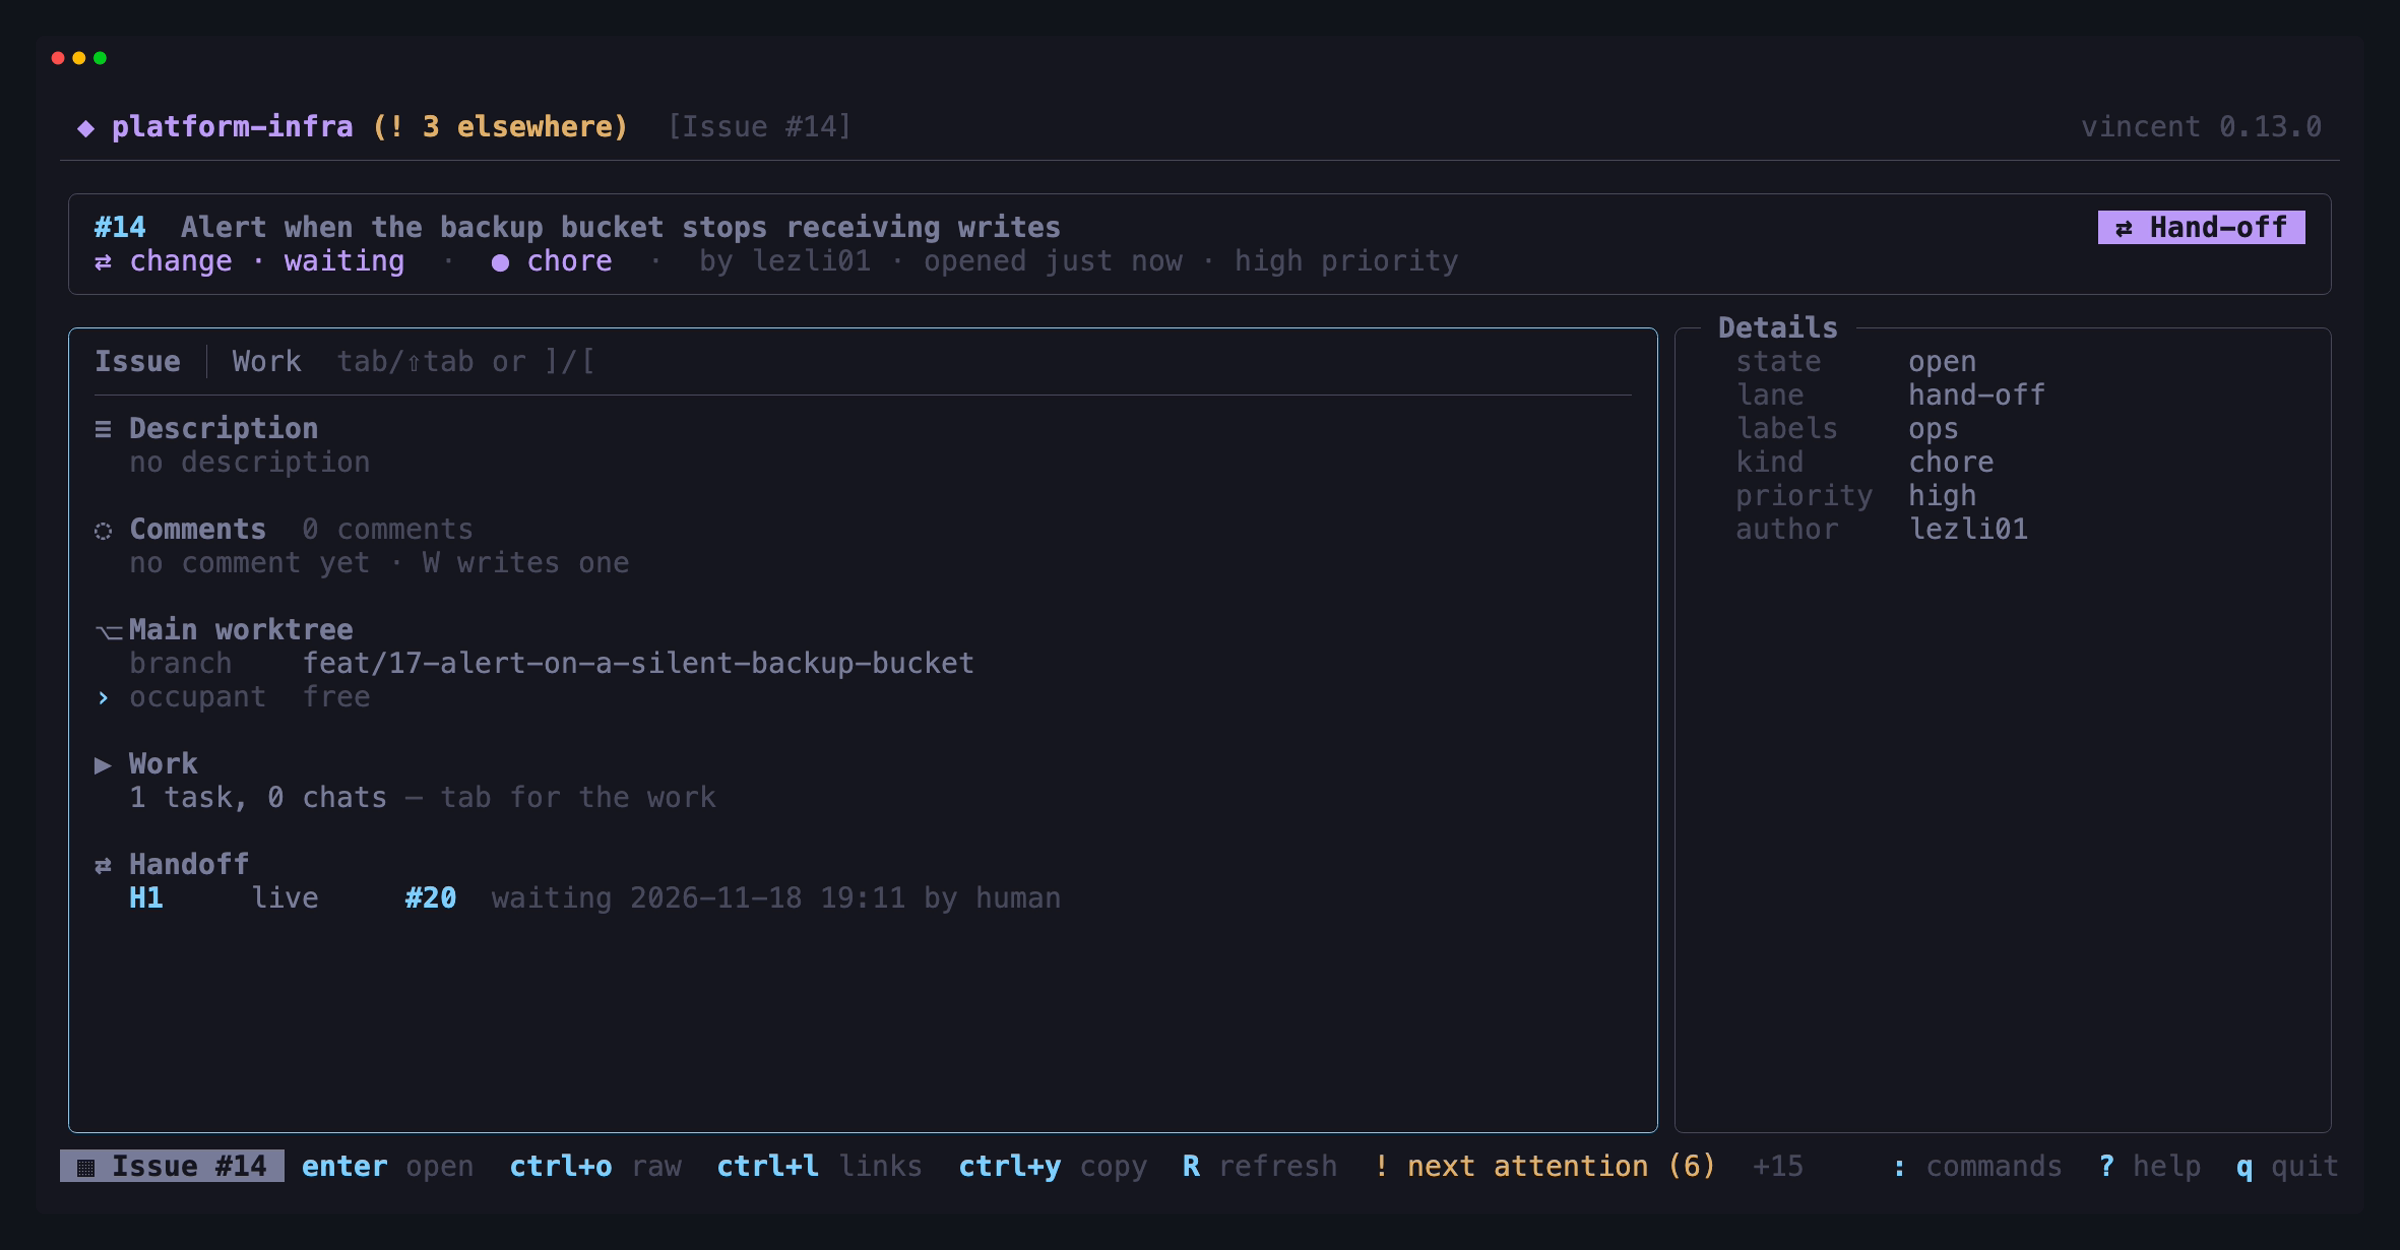 ◆ platform-infra (! 3 elsewhere) [Issue #14] vincent 0.13.0
#14 Alert when the backup bucket stops receiving writes ⇄ Hand-off
⇄ change · waiting · ● chore · by lezli01 · opened just now · high priority
Issue │ Work tab/⇧tab or ]/[
≡ Description
no description
◌ Comments 0 comments
no comment yet · W writes one
⌥ Main worktree
branch feat/17-alert-on-a-silent-backup-bucket
› occupant free
▶ Work
1 task, 0 chats — tab for the work
⇄ Handoff
H1 live #20 waiting 2026-11-18 19:11 by human
Details
state open
lane hand-off
labels ops
kind chore
priority high
author lezli01
▦ Issue #14 enter open ctrl+o raw ctrl+l links ctrl+y copy R refresh ! next attention (6) +15 : commands ? help q quit